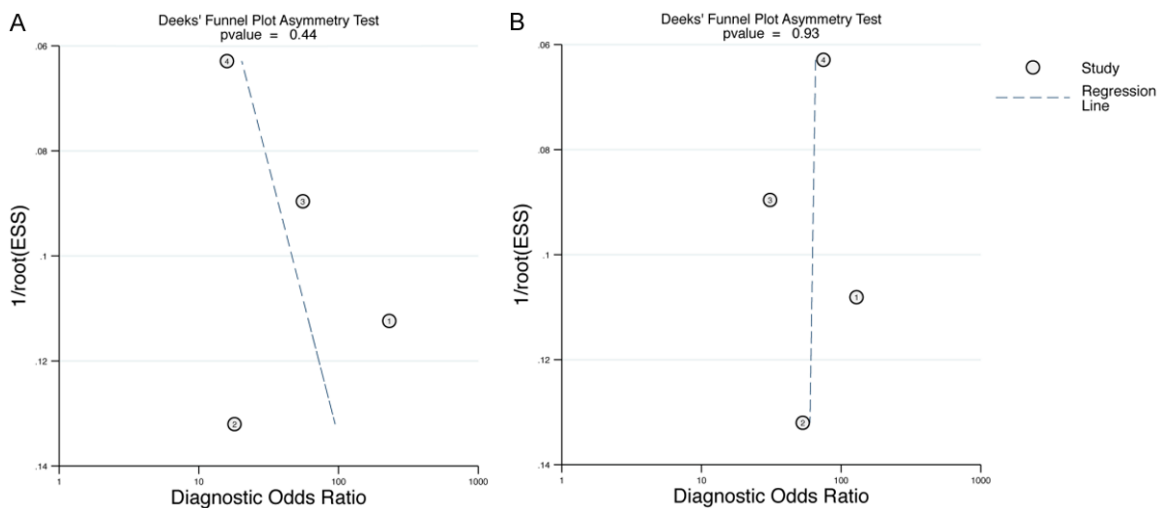 A
Deeks' Funnel Plot Asymmetry Test
pvalue = 0.44
.06
.08
.1
.12
.14
1/root(ESS)
4
3
1
2
1
10
100
1000
Diagnostic Odds Ratio
B
Deeks' Funnel Plot Asymmetry Test
pvalue = 0.93
.06
.08
.1
.12
.14
1/root(ESS)
4
3
1
2
1
10
100
1000
Diagnostic Odds Ratio
Study
Regression
Line